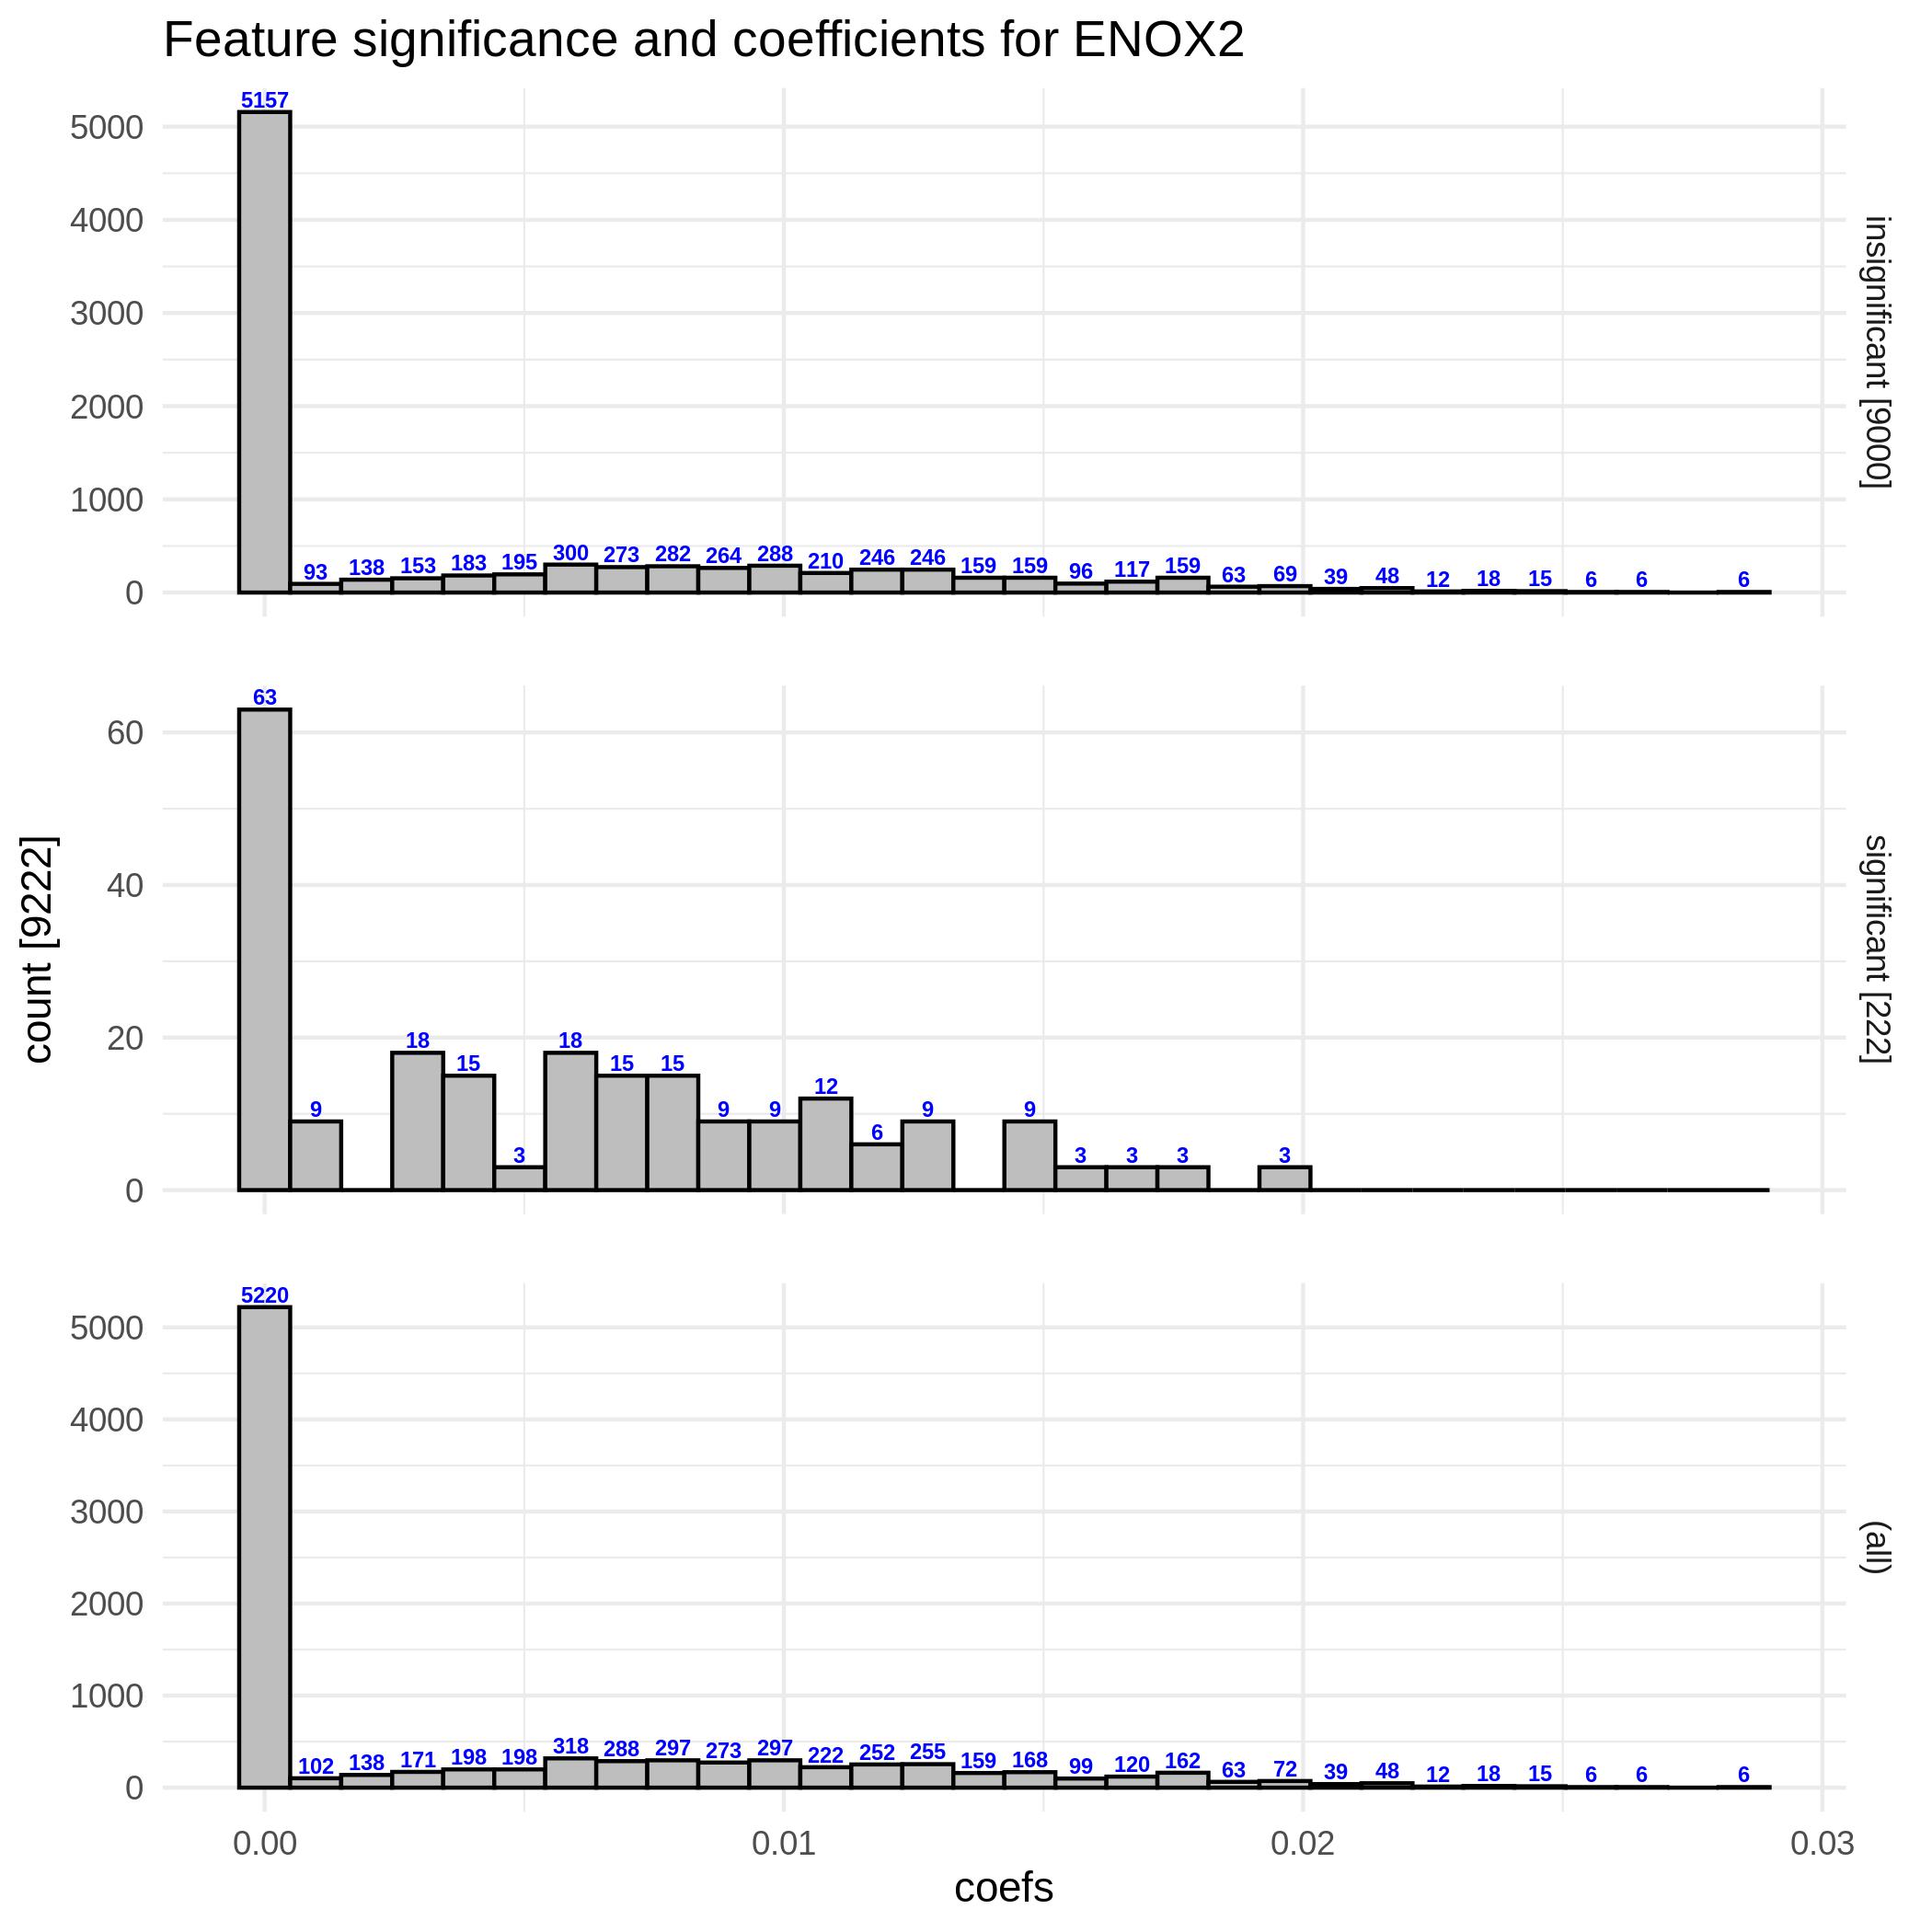 Feature significance and coefficients for ENOX2
5157
5000
4000
3000
2000
1000
0
93 138 153 183 195 300 273 282 264 288 210 246 246 159 159 96 117 159 63 69 39 48 12 18 15 6 6 6
insignificant [9000]
63
60
40
20
0
9 18 15 3 18 15 15 9 9 12 6 9 9 3 3 3 3
significant [222]
count [9222]
5220
5000
4000
3000
2000
1000
0
102 138 171 198 198 318 288 297 273 297 222 252 255 159 168 99 120 162 63 72 39 48 12 18 15 6 6 6
(all)
0.00 0.01 0.02 0.03
coefs